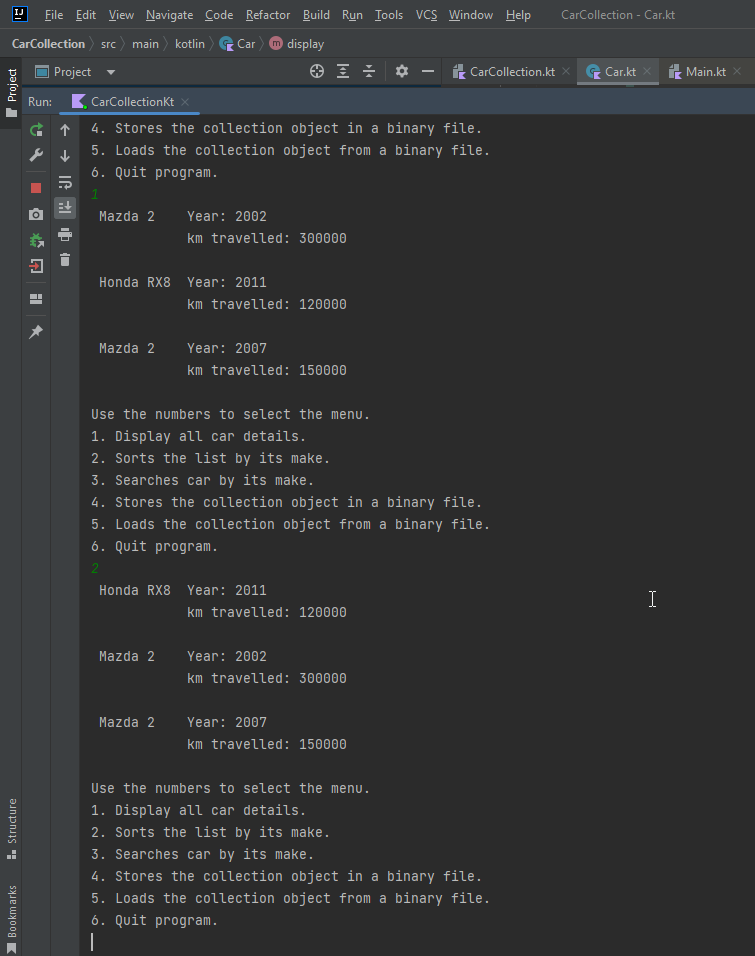 IJ File Edit View Navigate Code Refactor Build Run Tools VCS Window Help CarCollection - Car.kt
CarCollection src main kotlin Car m display
Project Project CarCollection.kt Car.kt Main.kt
Run: CarCollectionKt
4. Stores the collection object in a binary file.
5. Loads the collection object from a binary file.
6. Quit program.
1
Mazda 2 Year: 2002
km travelled: 300000
Honda RX8 Year: 2011
km travelled: 120000
Mazda 2 Year: 2007
km travelled: 150000
Use the numbers to select the menu.
1. Display all car details.
2. Sorts the list by its make.
3. Searches car by its make.
4. Stores the collection object in a binary file.
5. Loads the collection object from a binary file.
6. Quit program.
2
Honda RX8 Year: 2011
km travelled: 120000
Mazda 2 Year: 2002
km travelled: 300000
Mazda 2 Year: 2007
km travelled: 150000
Use the numbers to select the menu.
1. Display all car details.
2. Sorts the list by its make.
3. Searches car by its make.
4. Stores the collection object in a binary file.
5. Loads the collection object from a binary file.
6. Quit program.
Structure
Bookmarks